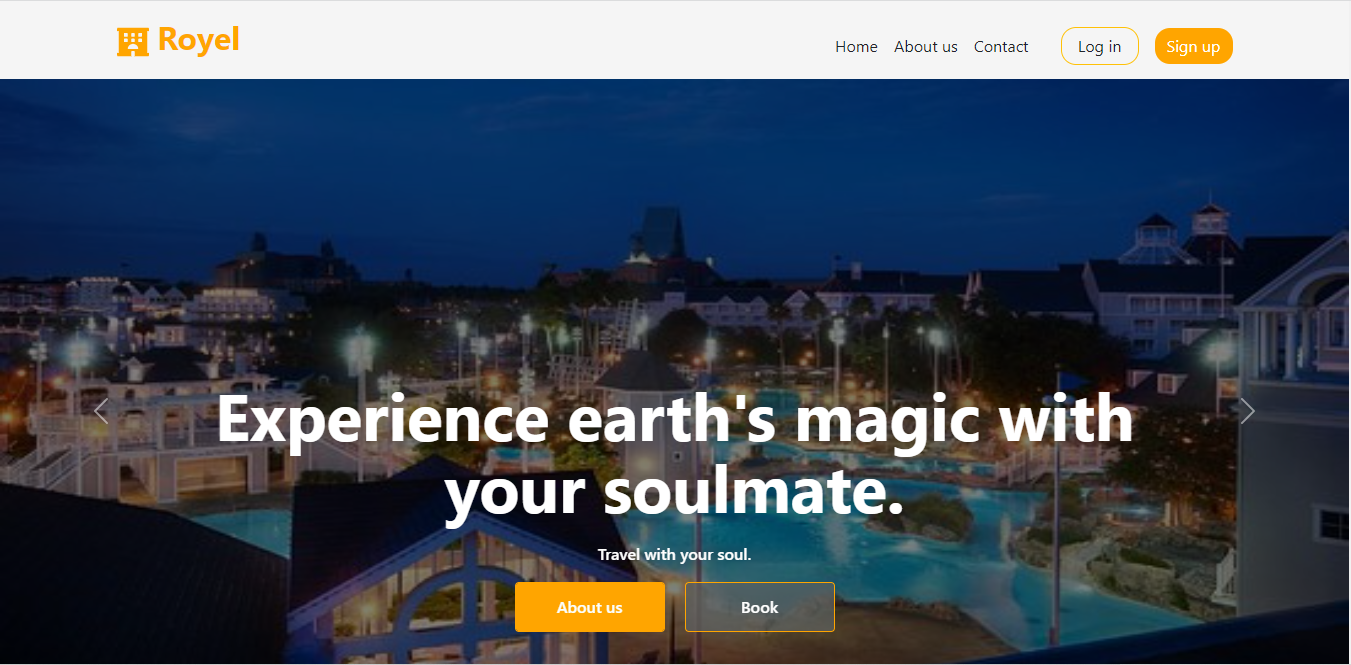 Royel
Home About us Contact Log in Sign up
Experience earth's magic with
your soulmate.
Travel with your soul.
About us Book